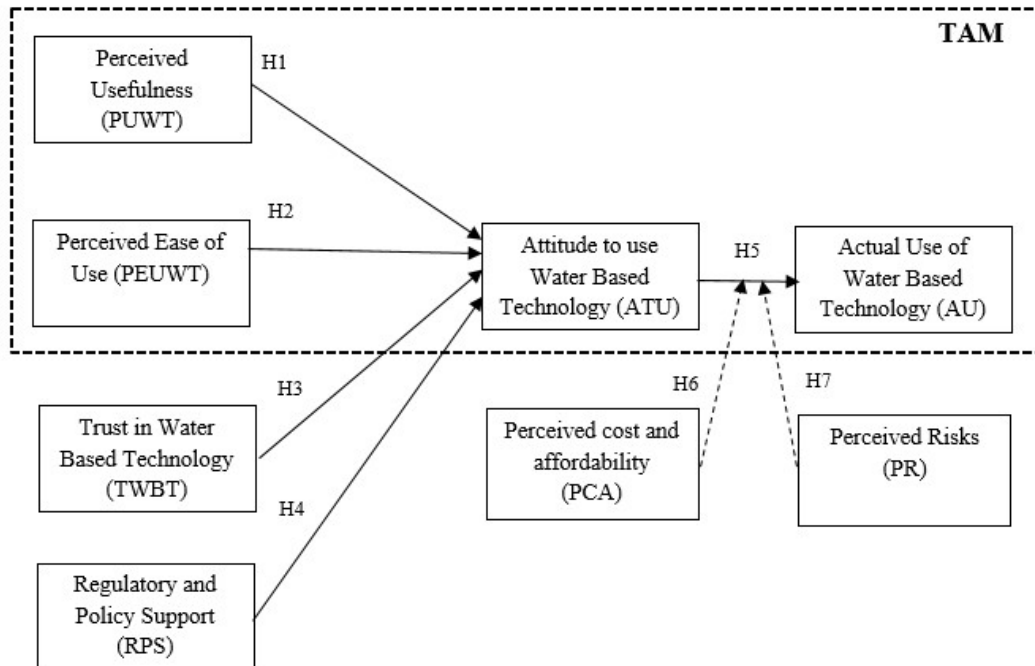 TAM
Perceived
Usefulness
(PUWT)
H1
Perceived Ease of
Use (PEUWT)
H2
Attitude to use
Water Based
Technology (ATU)
H5
Actual Use of
Water Based
Technology (AU)
Trust in Water
Based Technology
(TWBT)
H3
H4
Perceived cost and
affordability
(PCA)
H6
H7
Perceived Risks
(PR)
Regulatory and
Policy Support
(RPS)